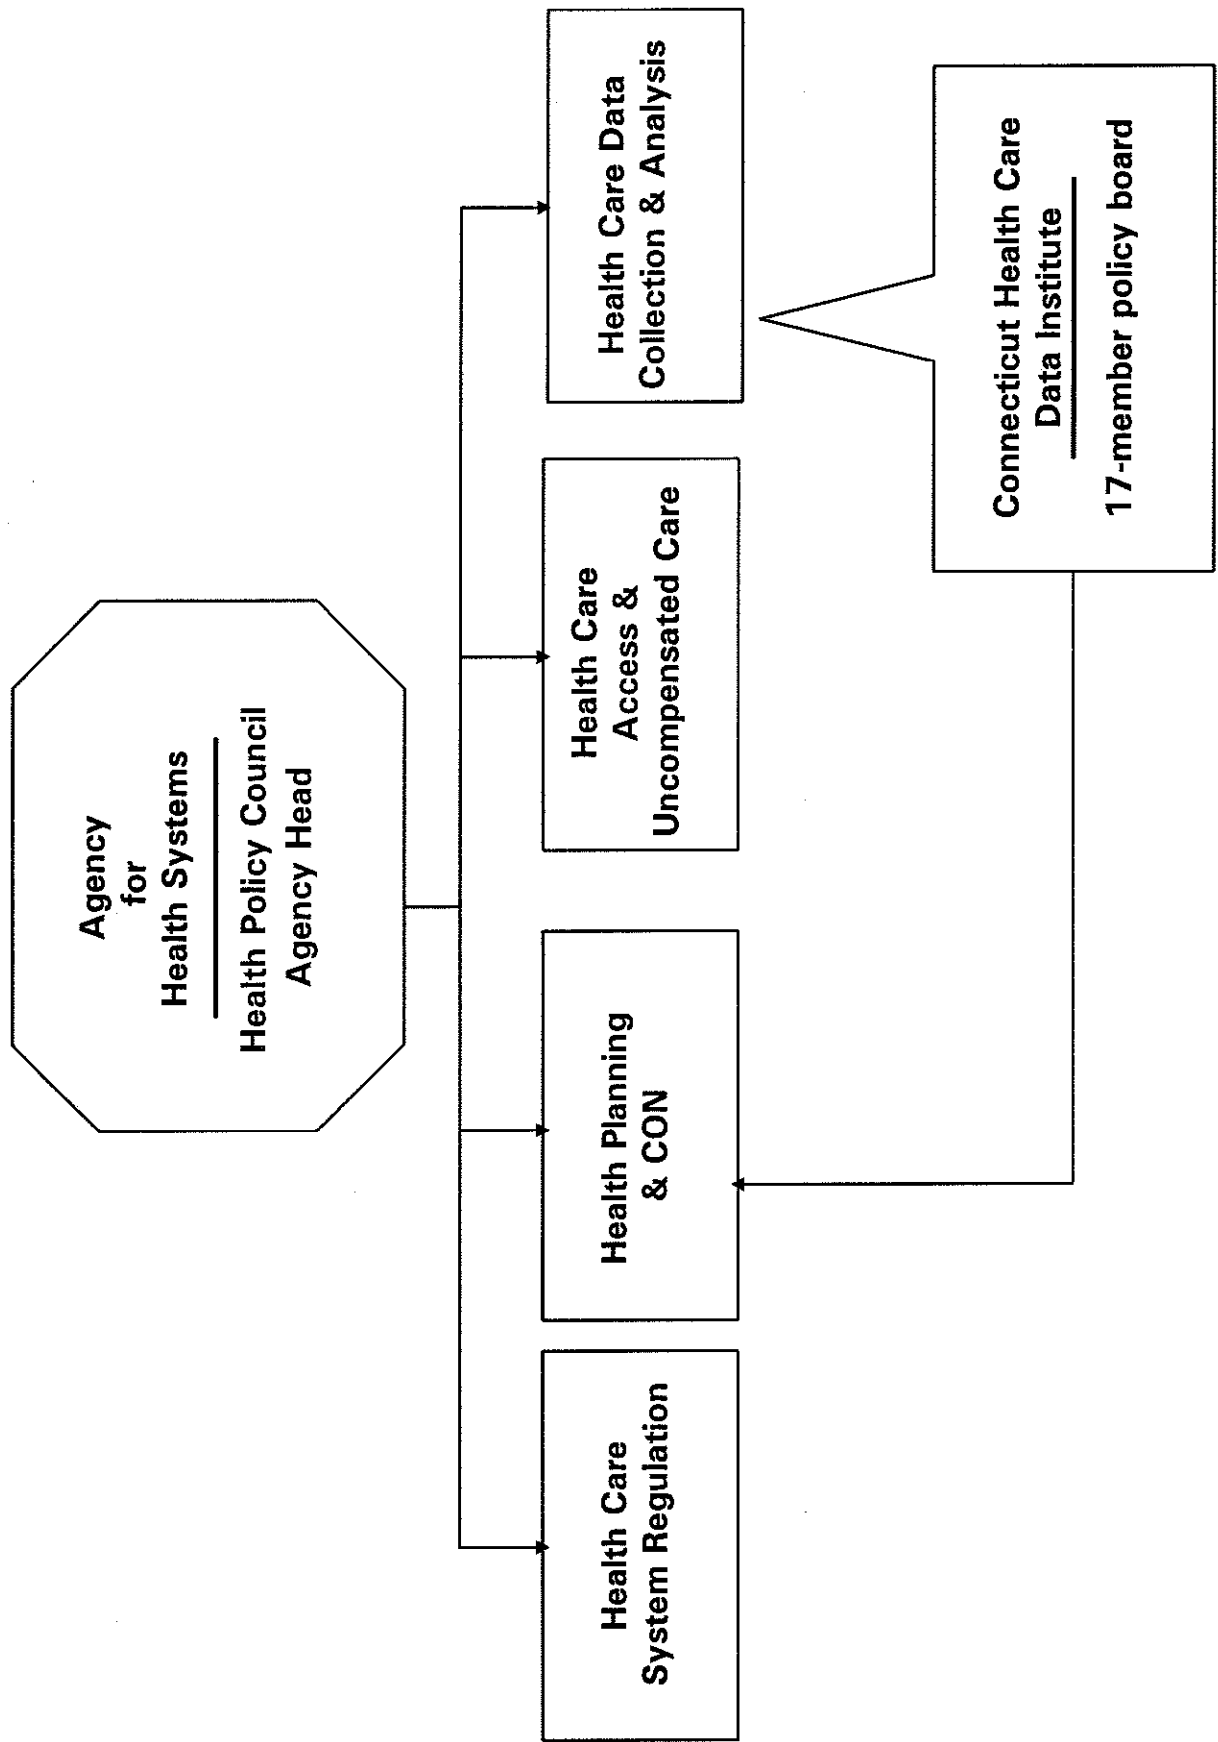 Agency
for
Health Systems
Health Policy Council
Agency Head
Health Care
System Regulation
Health Planning
& CON
Health Care
Access &
Uncompensated Care
Health Care Data
Collection & Analysis
Connecticut Health Care
Data Institute
17-member policy board